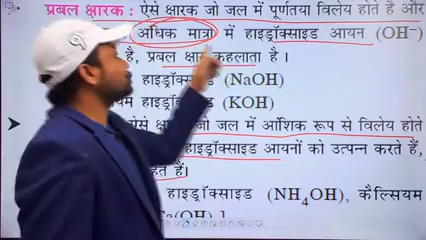 प्रबल क्षारक : ऐसे क्षारक जो जल में पूर्णतया विलेय होते है और
अधिक मात्रा में हाइड्रॉक्साइड आयन (OH⁻)
है, प्रबल क्षार कहलाता है ।
हाइड्रॉक्साइड (NaOH)
हाइड्रॉक्साइड (KOH)
जो जल में आंशिक रूप से विलेय होते
हाइड्रॉक्साइड आयनों को उत्पन्न करते हैं,
हैं।
हाइड्रॉक्साइड (NH₄OH), कैल्सियम